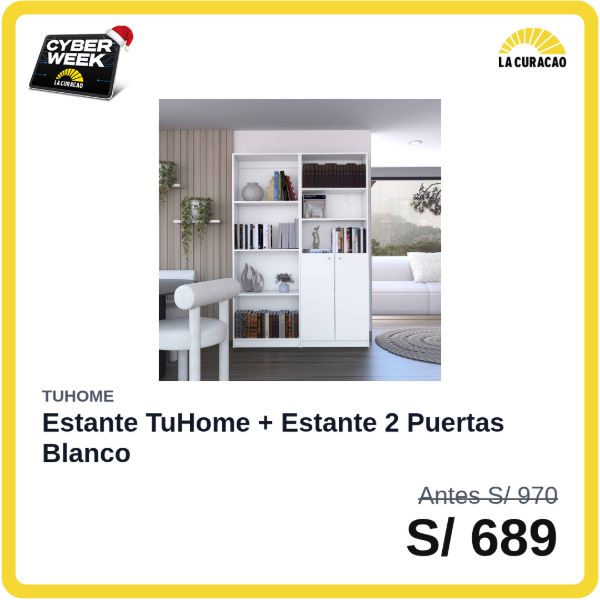 CYBER
WEEK
LA CURACAO
LA CURACAO
TUHOME
Estante TuHome + Estante 2 Puertas
Blanco
Antes S/ 970
S/ 689